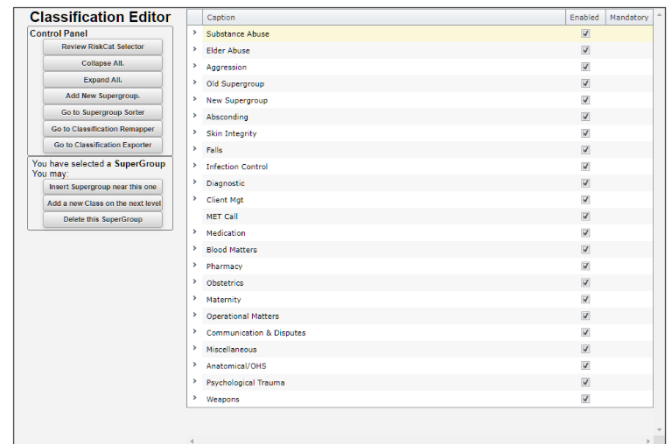 Classification Editor
Control Panel
Review RiskCat Selector
Collapse All.
Expand All.
Add New Supergroup.
Go to Supergroup Sorter
Go to Classification Remapper
Go to Classification Exporter
You have selected a SuperGroup
You may:
Insert Supergroup near this one
Add a new Class on the next level
Delete this SuperGroup
Caption Enabled Mandatory
Substance Abuse
Elder Abuse
Aggression
Old Supergroup
New Supergroup
Absconding
Skin Integrity
Falls
Infection Control
Diagnostic
Client Mgt
MET Call
Medication
Blood Matters
Pharmacy
Obstetrics
Maternity
Operational Matters
Communication & Disputes
Miscellaneous
Anatomical/OHS
Psychological Trauma
Weapons